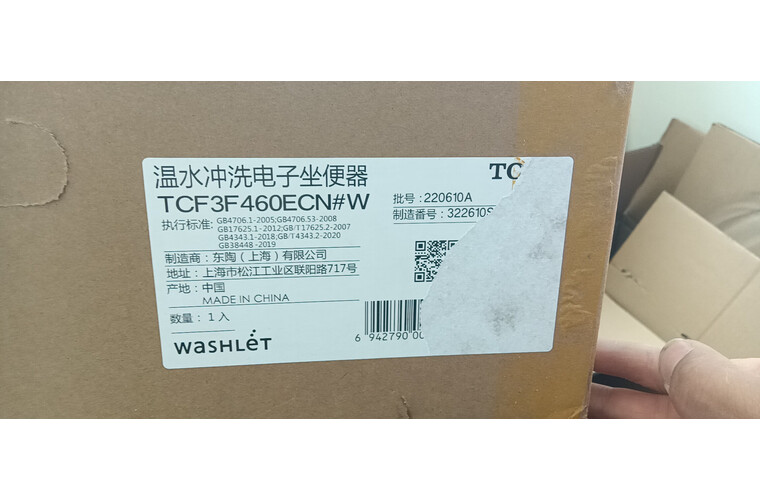 温水冲洗电子坐便器
TCF3F460ECN#W
执行标准: GB4706.1-2005;GB4706.53-2008
GB17625.1-2012;GB/T17625.2-2007
GB4343.1-2018;GB/T4343.2-2020
GB38448-2019
制造商: 东陶（上海）有限公司
地址: 上海市松江工业区联阳路717号
产地: 中国
MADE IN CHINA
数量: 1入
WASHLET
TC
批号: 220610A
制造番号: 322610
6 942790 00